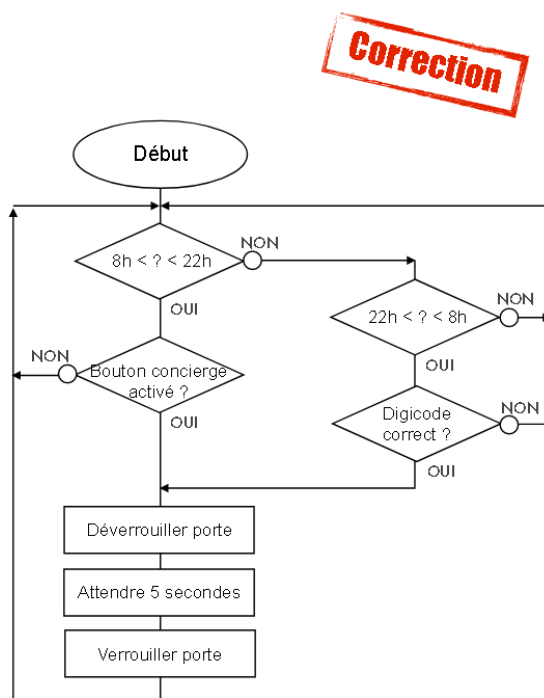 Correction
Début
8h < ? < 22h
NON
OUI
22h < ? < 8h
NON
NON
Bouton concierge
activé ?
OUI
Digicode
correct ?
NON
OUI
Déverrouiller porte
Attendre 5 secondes
Verrouiller porte